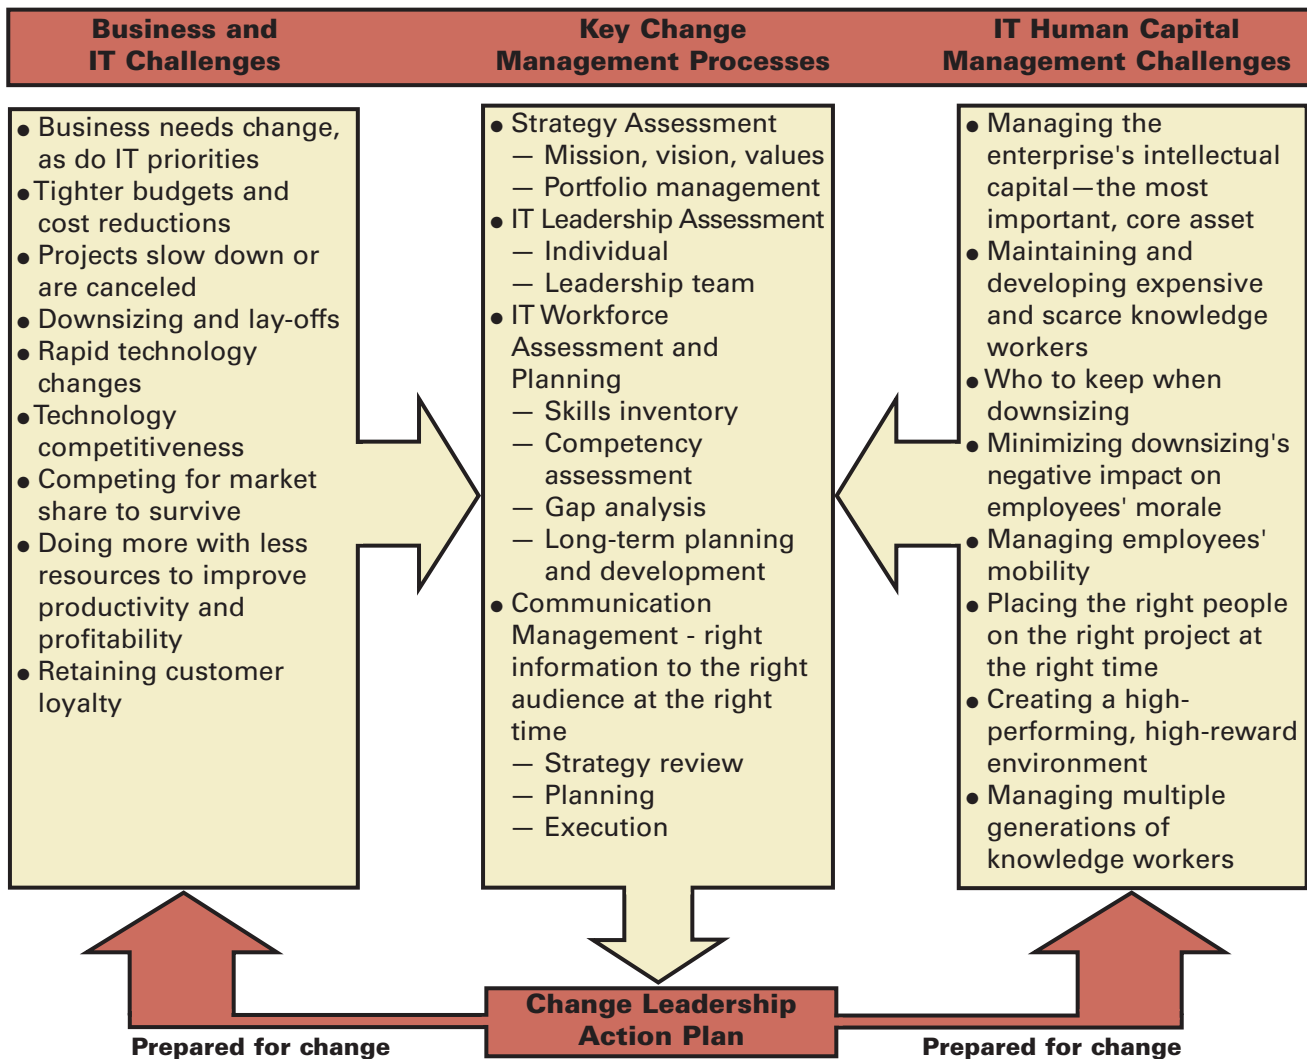 Business and
IT Challenges
Key Change
Management Processes
IT Human Capital
Management Challenges
● Business needs change,
as do IT priorities
● Tighter budgets and
cost reductions
● Projects slow down or
are canceled
● Downsizing and lay-offs
● Rapid technology
changes
● Technology
competitiveness
● Competing for market
share to survive
● Doing more with less
resources to improve
productivity and
profitability
● Retaining customer
loyalty
● Strategy Assessment
— Mission, vision, values
— Portfolio management
● IT Leadership Assessment
— Individual
— Leadership team
● IT Workforce
Assessment and
Planning
— Skills inventory
— Competency
assessment
— Gap analysis
— Long-term planning
and development
● Communication
Management - right
information to the right
audience at the right
time
— Strategy review
— Planning
— Execution
● Managing the
enterprise's intellectual
capital—the most
important, core asset
● Maintaining and
developing expensive
and scarce knowledge
workers
● Who to keep when
downsizing
● Minimizing downsizing's
negative impact on
employees' morale
● Managing employees'
mobility
● Placing the right people
on the right project at
the right time
● Creating a high-
performing, high-reward
environment
● Managing multiple
generations of
knowledge workers
Change Leadership
Action Plan
Prepared for change
Prepared for change